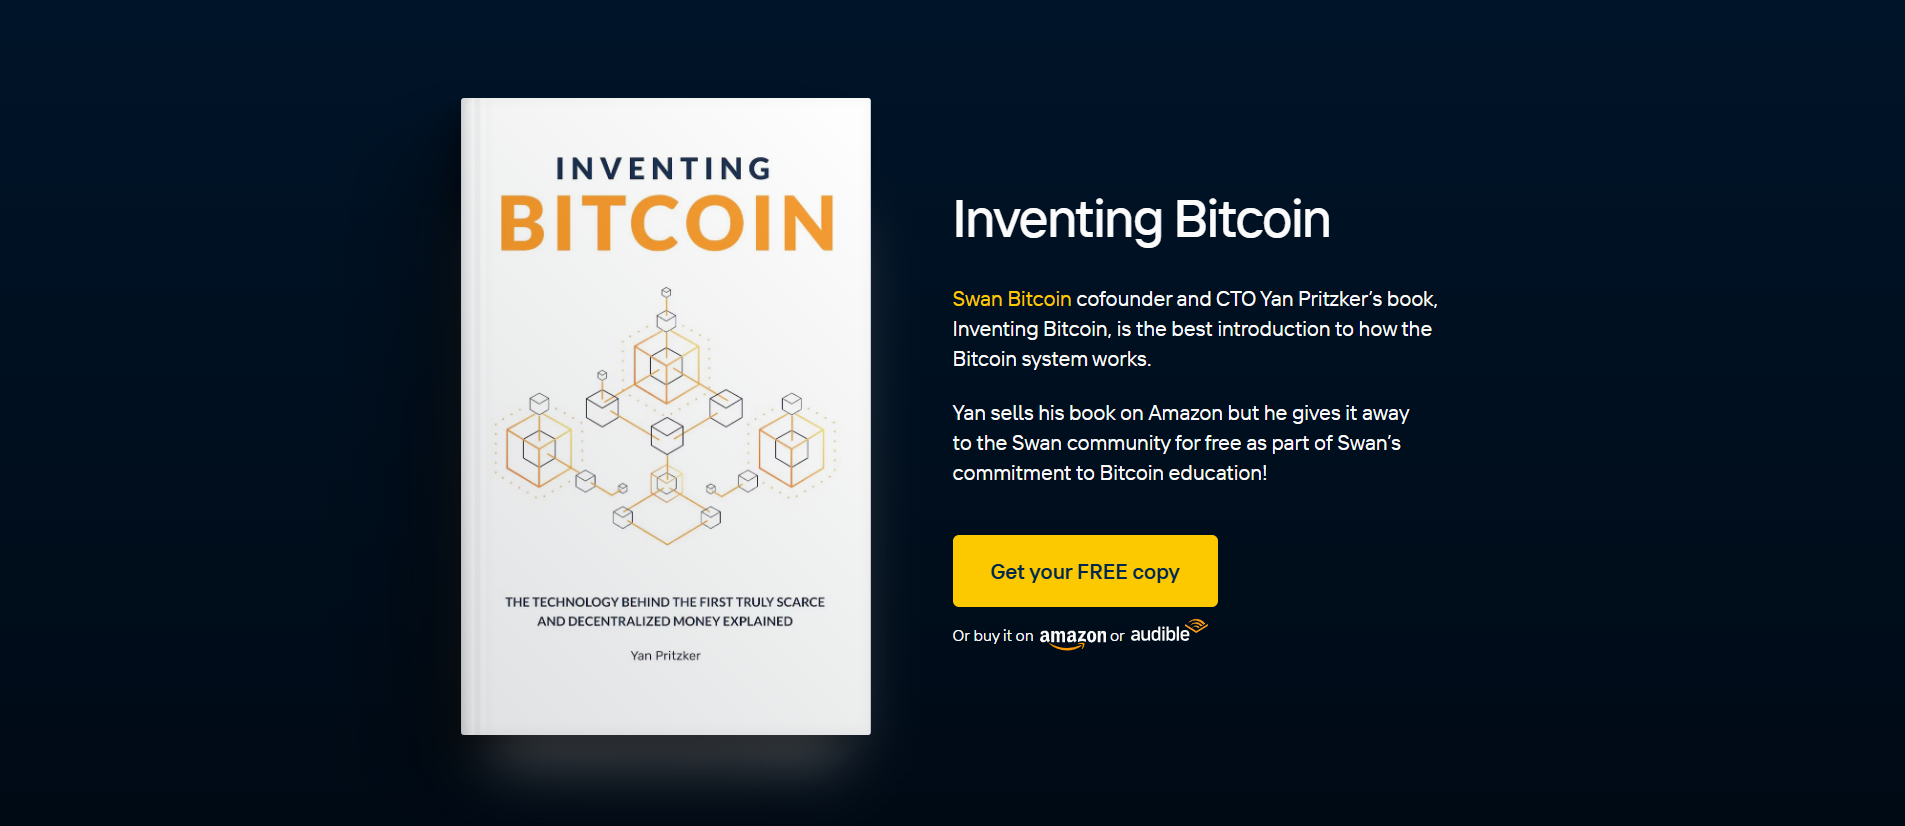 INVENTING
BITCOIN
THE TECHNOLOGY BEHIND THE FIRST TRULY SCARCE
AND DECENTRALIZED MONEY EXPLAINED
Yan Pritzker
Inventing Bitcoin
Swan Bitcoin cofounder and CTO Yan Pritzker’s book,
Inventing Bitcoin, is the best introduction to how the
Bitcoin system works.
Yan sells his book on Amazon but he gives it away
to the Swan community for free as part of Swan’s
commitment to Bitcoin education!
Get your FREE copy
Or buy it on amazon or audible